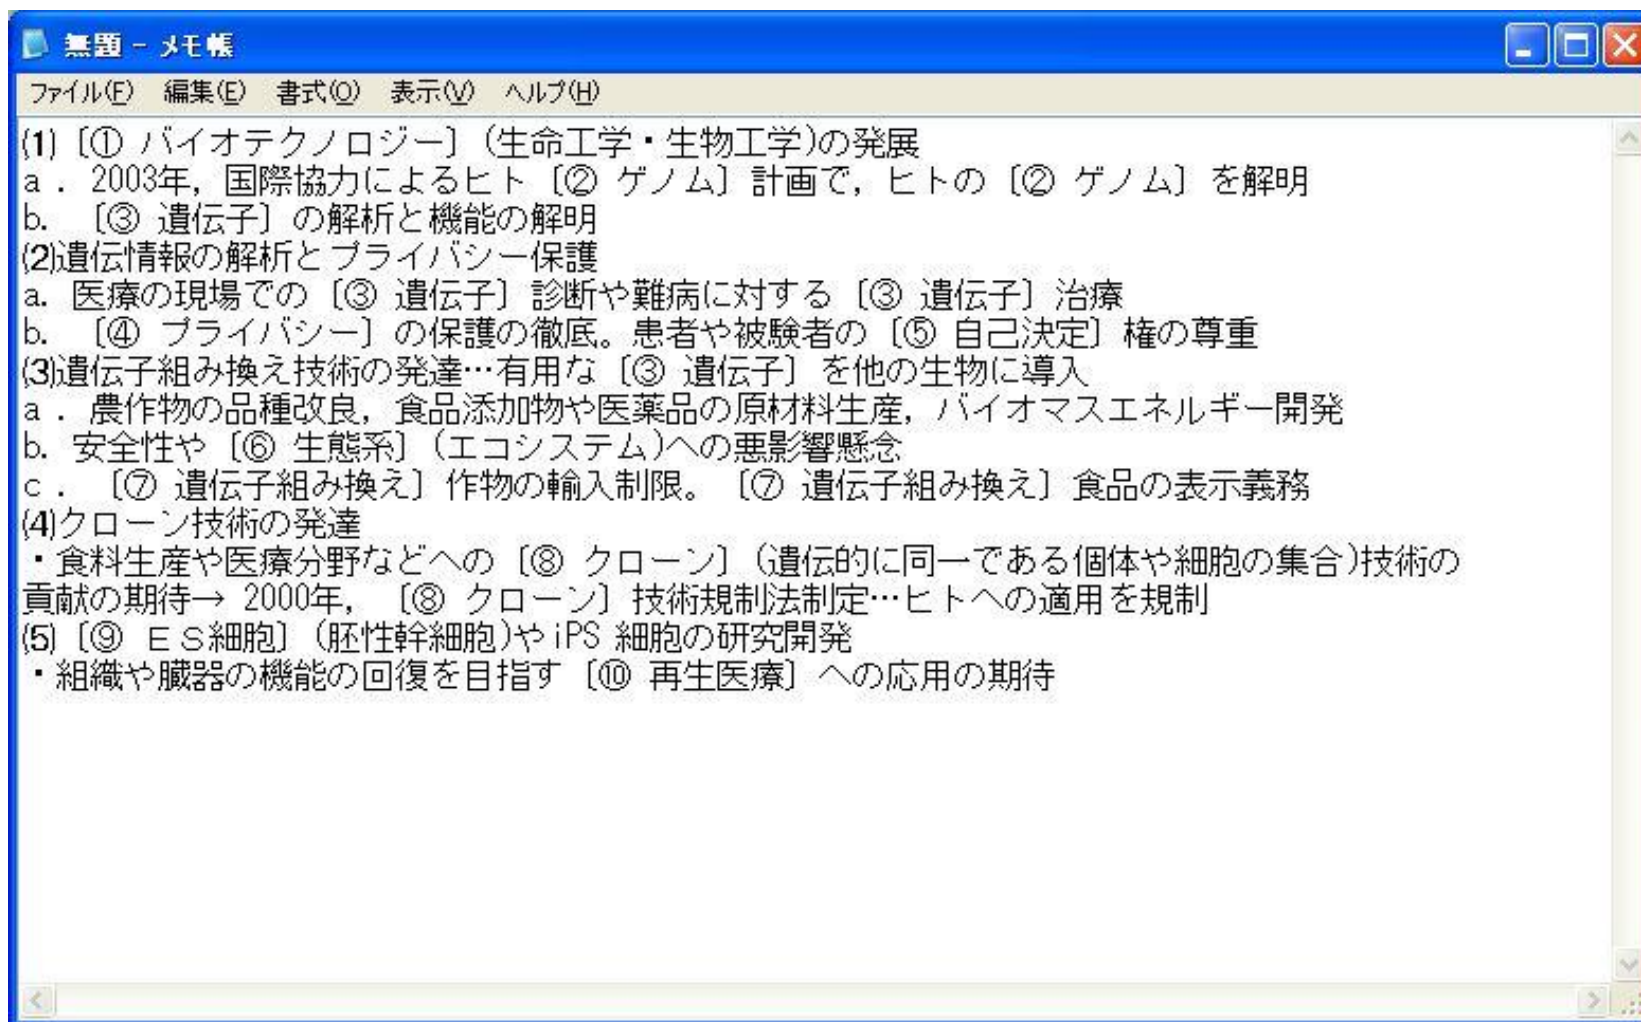 無題 - メモ帳
ファイル(F) 編集(E) 書式(O) 表示(V) ヘルプ(H)
(1)〔① バイオテクノロジー〕(生命工学・生物工学)の発展
a．2003年，国際協力によるヒト〔② ゲノム〕計画で，ヒトの〔② ゲノム〕を解明
b. 〔③ 遺伝子〕の解析と機能の解明
(2)遺伝情報の解析とプライバシー保護
a. 医療の現場での〔③ 遺伝子〕診断や難病に対する〔③ 遺伝子〕治療
b. 〔④ プライバシー〕の保護の徹底。患者や被験者の〔⑤ 自己決定〕権の尊重
(3)遺伝子組み換え技術の発達…有用な〔③ 遺伝子〕を他の生物に導入
a．農作物の品種改良，食品添加物や医薬品の原材料生産，バイオマスエネルギー開発
b. 安全性や〔⑥ 生態系〕(エコシステム)への悪影響懸念
c．〔⑦ 遺伝子組み換え〕作物の輸入制限。〔⑦ 遺伝子組み換え〕食品の表示義務
(4)クローン技術の発達
・食料生産や医療分野などへの〔⑧ クローン〕(遺伝的に同一である個体や細胞の集合)技術の
貢献の期待→ 2000年，〔⑧ クローン〕技術規制法制定…ヒトへの適用を規制
(5)〔⑨ ＥＳ細胞〕(胚性幹細胞)や iPS 細胞の研究開発
・組織や臓器の機能の回復を目指す〔⑩ 再生医療〕への応用の期待